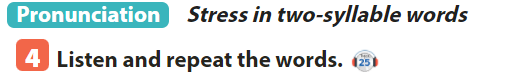 Pronunciation Stress in two-syllable words
4 Listen and repeat the words. 25